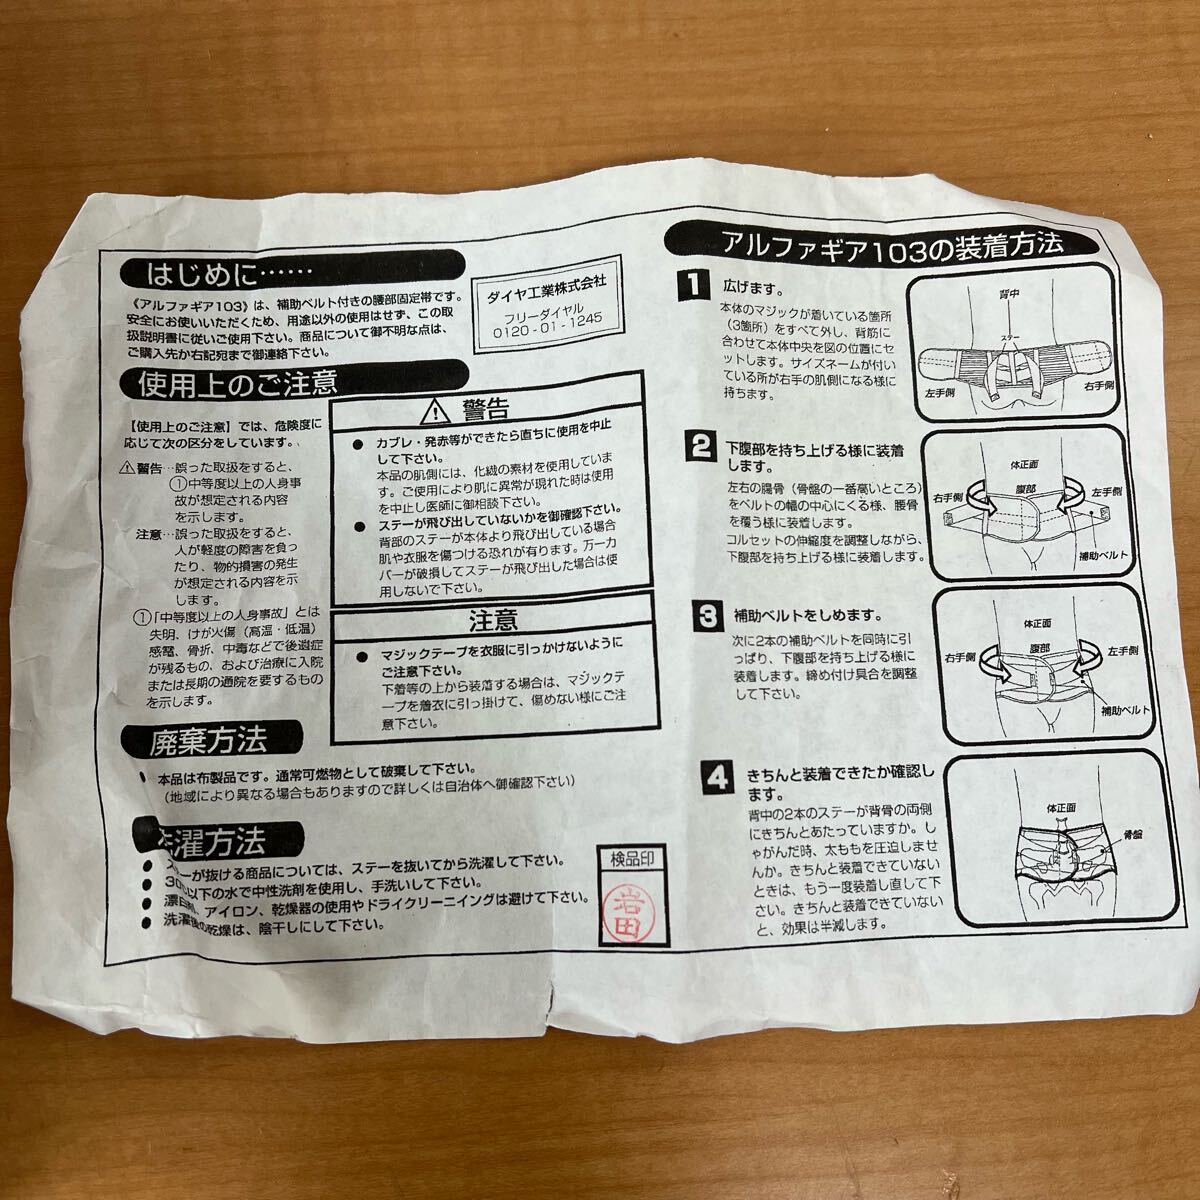 はじめに……
《アルファギア103》は、補助ベルト付きの腰部固定帯です。
安全にお使いいただくため、用途以外の使用はせず、この取
扱説明書に従いご使用下さい。商品について御不明な点は、
ご購入先か右記宛まで御連絡下さい。
ダイヤ工業株式会社
フリーダイヤル
0120-01-1245
使用上のご注意
【使用上のご注意】では、危険度に
応じて次の区分をしています。
⚠警告…誤った取扱をすると、
①中等度以上の人身事
故が想定される内容
を示します。
注意…誤った取扱をすると、
人が軽度の障害を負っ
たり、物的損害の発生
が想定される内容を示
します。
①「中等度以上の人身事故」とは
失明、けが火傷（高温・低温）
感電、骨折、中毒などで後遺症
が残るもの、および治療に入院
または長期の通院を要するもの
を示します。
⚠ 警告
● カブレ・発赤等ができたら直ちに使用を中止
して下さい。
本品の肌側には、化繊の素材を使用していま
す。ご使用により肌に異常が現れた時は使用
を中止し医師に御相談下さい。
● ステーが飛び出していないかを御確認下さい。
背部のステーが本体より飛び出している場合
肌や衣服を傷つける恐れが有ります。万一カ
バーが破損してステーが飛び出した場合は使
用しないで下さい。
注意
● マジックテープを衣服に引っかけないように
ご注意下さい。
下着等の上から装着する場合は、マジックテ
ープを着衣に引っ掛けて、傷めない様にご注
意下さい。
廃棄方法
● 本品は布製品です。通常可燃物として破棄して下さい。
（地域により異なる場合もありますので詳しくは自治体へ御確認下さい）
洗濯方法
● ステーが抜ける商品については、ステーを抜いてから洗濯して下さい。
● 30℃以下の水で中性洗剤を使用し、手洗いして下さい。
● 漂白剤、アイロン、乾燥器の使用やドライクリーニングは避けて下さい。
● 洗濯後の乾燥は、陰干しにして下さい。
検品印
岩田
アルファギア103の装着方法
1 広げます。
本体のマジックが着いている箇所
（3箇所）をすべて外し、背筋に
合わせて本体中央を図の位置にセ
ットします。サイズネームが付い
ている所が右手の肌側になる様に
持ちます。
背中
ステー
左手側
右手側
2 下腹部を持ち上げる様に装着
します。
左右の腸骨（骨盤の一番高いところ）
をベルトの幅の中心にくる様、腰骨
を覆う様に装着します。
コルセットの伸縮度を調整しながら、
下腹部を持ち上げる様に装着します。
体正面
腹部
右手側
左手側
補助ベルト
3 補助ベルトをしめます。
次に2本の補助ベルトを同時に引
っぱり、下腹部を持ち上げる様に
装着します。締め付け具合を調整
して下さい。
体正面
腹部
右手側
左手側
補助ベルト
4 きちんと装着できたか確認し
ます。
背中の2本のステーが背骨の両側
にきちんとあたっていますか。し
ゃがんだ時、太ももを圧迫しませ
んか。きちんと装着できていない
ときは、もう一度装着し直して下
さい。きちんと装着できていない
と、効果は半減します。
体正面
骨盤